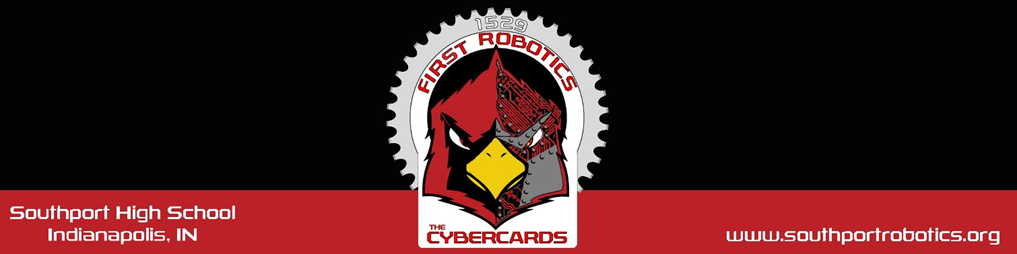 1529
FIRST ROBOTICS
Southport High School
Indianapolis, IN
THE
CYBERCARDS
www.southportrobotics.org